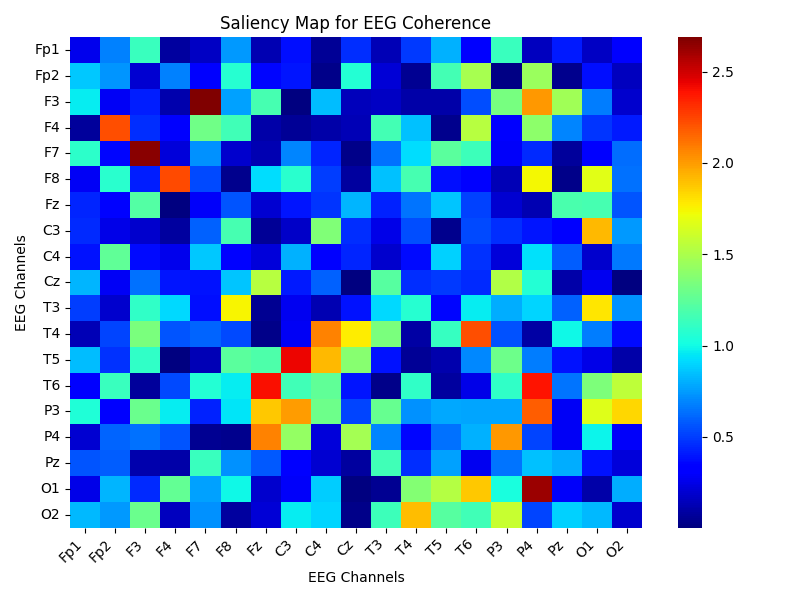 Saliency Map for EEG Coherence
Fp1
Fp2
F3
F4
F7
F8
Fz
C3
C4
Cz
T3
T4
T5
T6
P3
P4
Pz
O1
O2
EEG Channels
Fp1 Fp2 F3 F4 F7 F8 Fz C3 C4 Cz T3 T4 T5 T6 P3 P4 Pz O1 O2
EEG Channels
2.5
2.0
1.5
1.0
0.5